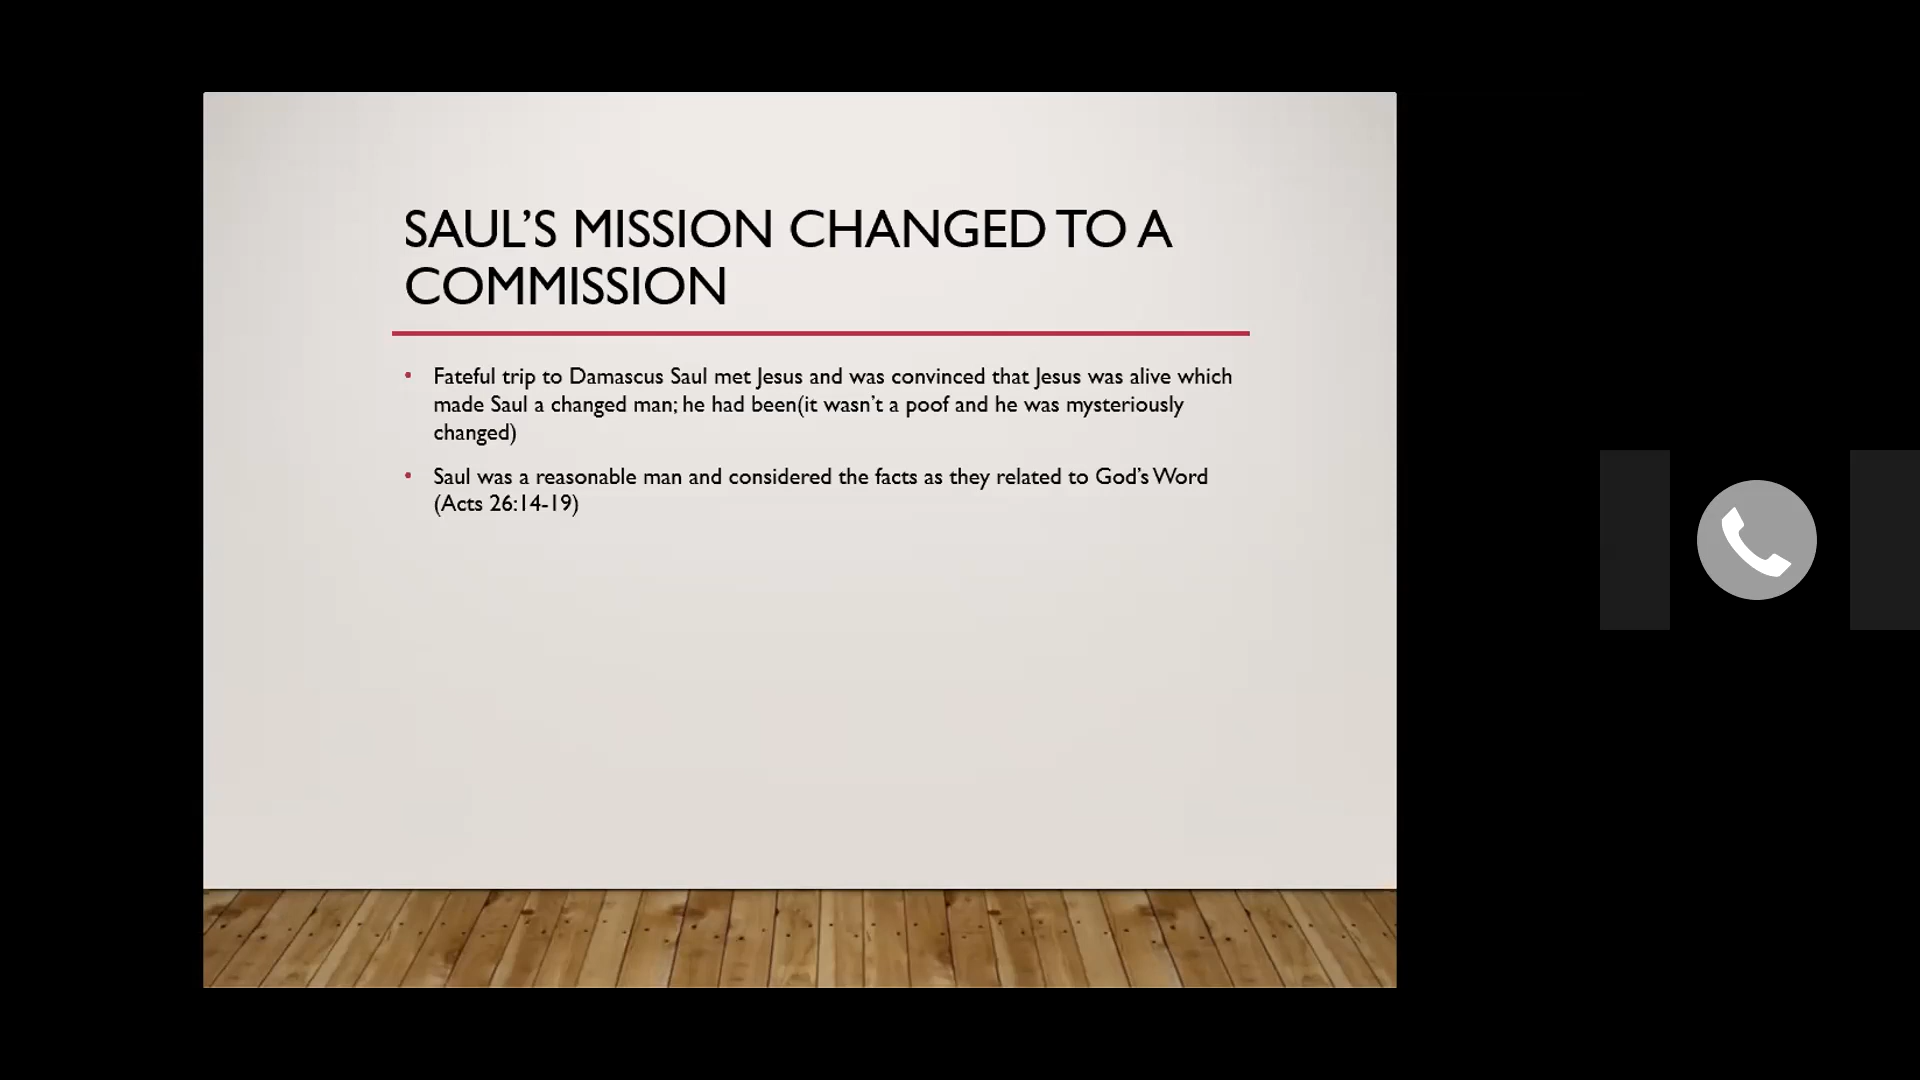 SAUL’S MISSION CHANGED TO A
COMMISSION
• Fateful trip to Damascus Saul met Jesus and was convinced that Jesus was alive which
made Saul a changed man; he had been(it wasn’t a poof and he was mysteriously
changed)
• Saul was a reasonable man and considered the facts as they related to God’s Word
(Acts 26:14-19)